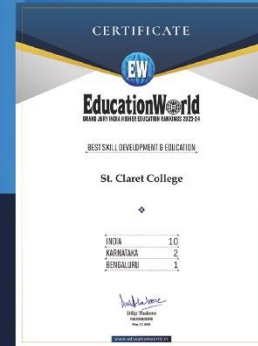 CERTIFICATE
EW
EducationWorld
GRAND JURY INDIA HIGHER EDUCATION RANKINGS 2023-24
BEST SKILL DEVELOPMENT & EDUCATION
St. Claret College
INDIA 10
KARNATAKA 2
BENGALURU 1
Dilip Thakore
www.educationworld.in